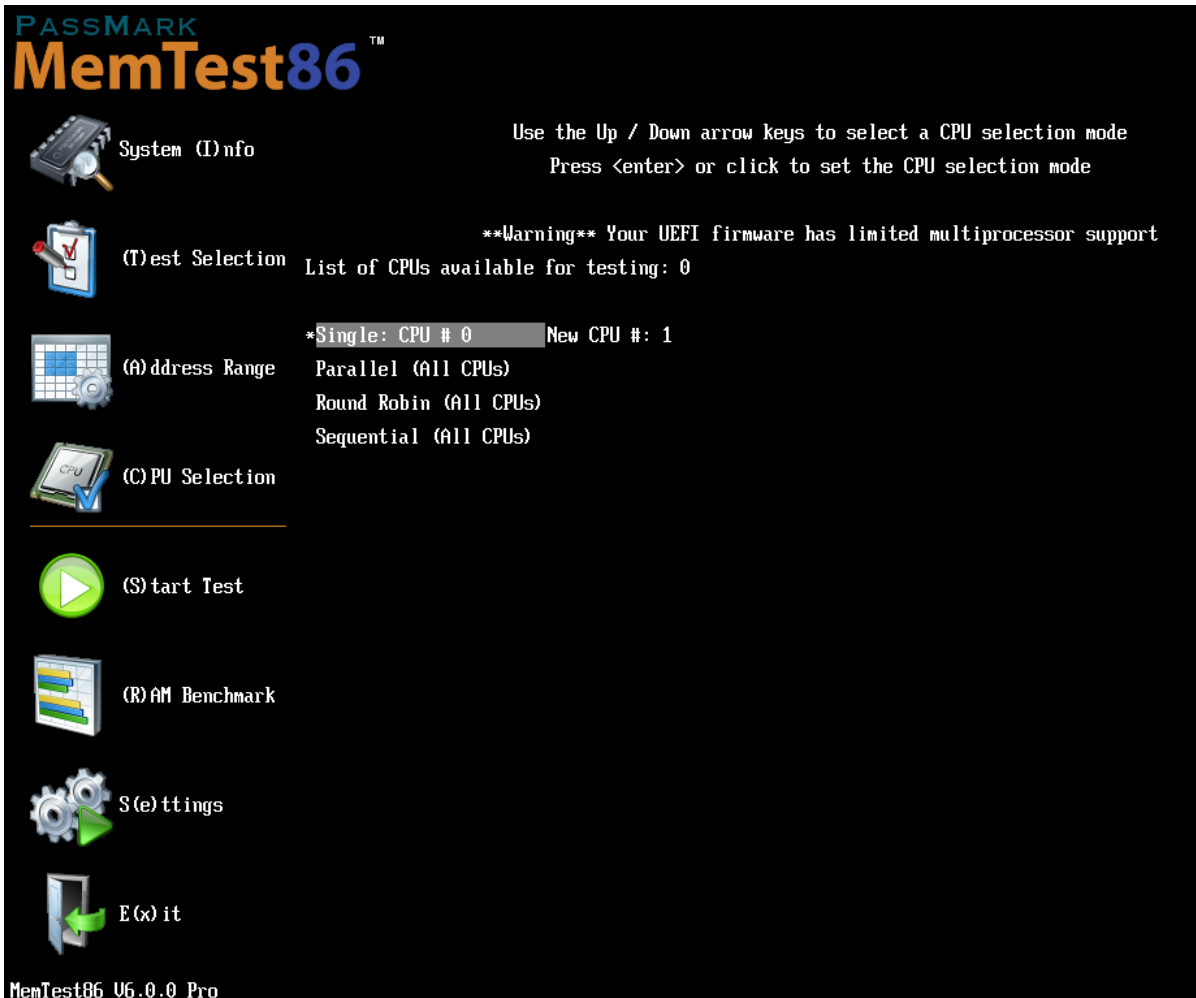 PASSMARK
MemTest86™
System (I)nfo
Use the Up / Down arrow keys to select a CPU selection mode
Press <enter> or click to set the CPU selection mode
**Warning** Your UEFI firmware has limited multiprocessor support
(T)est Selection
List of CPUs available for testing: 0
*Single: CPU # 0 New CPU #: 1
(A)ddress Range
Parallel (All CPUs)
Round Robin (All CPUs)
Sequential (All CPUs)
CPU
(C)PU Selection
(S)tart Test
(R)AM Benchmark
S(e)ttings
E(x)it
MemTest86 V6.0.0 Pro